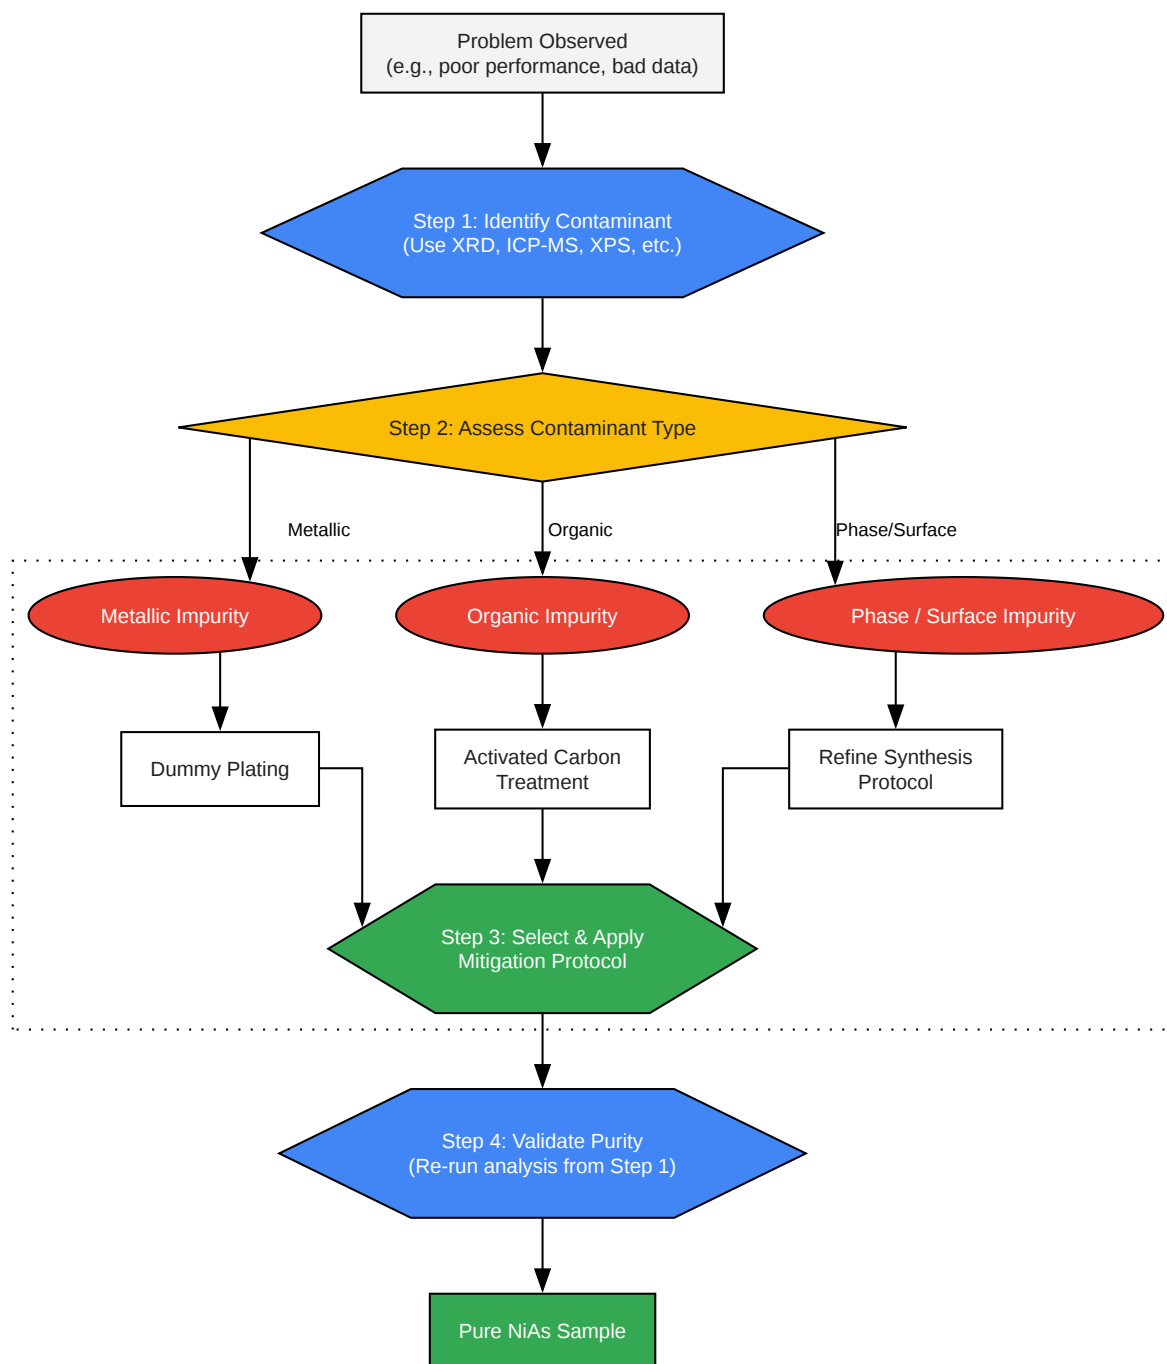 Problem Observed
(e.g., poor performance, bad data)
Step 1: Identify Contaminant
(Use XRD, ICP-MS, XPS, etc.)
Step 2: Assess Contaminant Type
Metallic
Organic
Phase/Surface
Metallic Impurity
Organic Impurity
Phase / Surface Impurity
Dummy Plating
Activated Carbon
Treatment
Refine Synthesis
Protocol
Step 3: Select & Apply
Mitigation Protocol
Step 4: Validate Purity
(Re-run analysis from Step 1)
Pure NiAs Sample